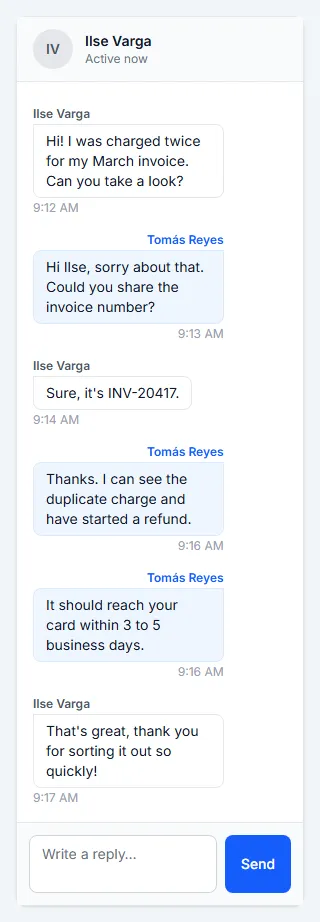 IV
Ilse Varga
Active now
Ilse Varga
Hi! I was charged twice
for my March invoice.
Can you take a look?
9:12 AM
Tomás Reyes
Hi Ilse, sorry about that.
Could you share the
invoice number?
9:13 AM
Ilse Varga
Sure, it's INV-20417.
9:14 AM
Tomás Reyes
Thanks. I can see the
duplicate charge and
have started a refund.
9:16 AM
Tomás Reyes
It should reach your
card within 3 to 5
business days.
9:16 AM
Ilse Varga
That's great, thank you
for sorting it out so
quickly!
9:17 AM
Write a reply...
Send